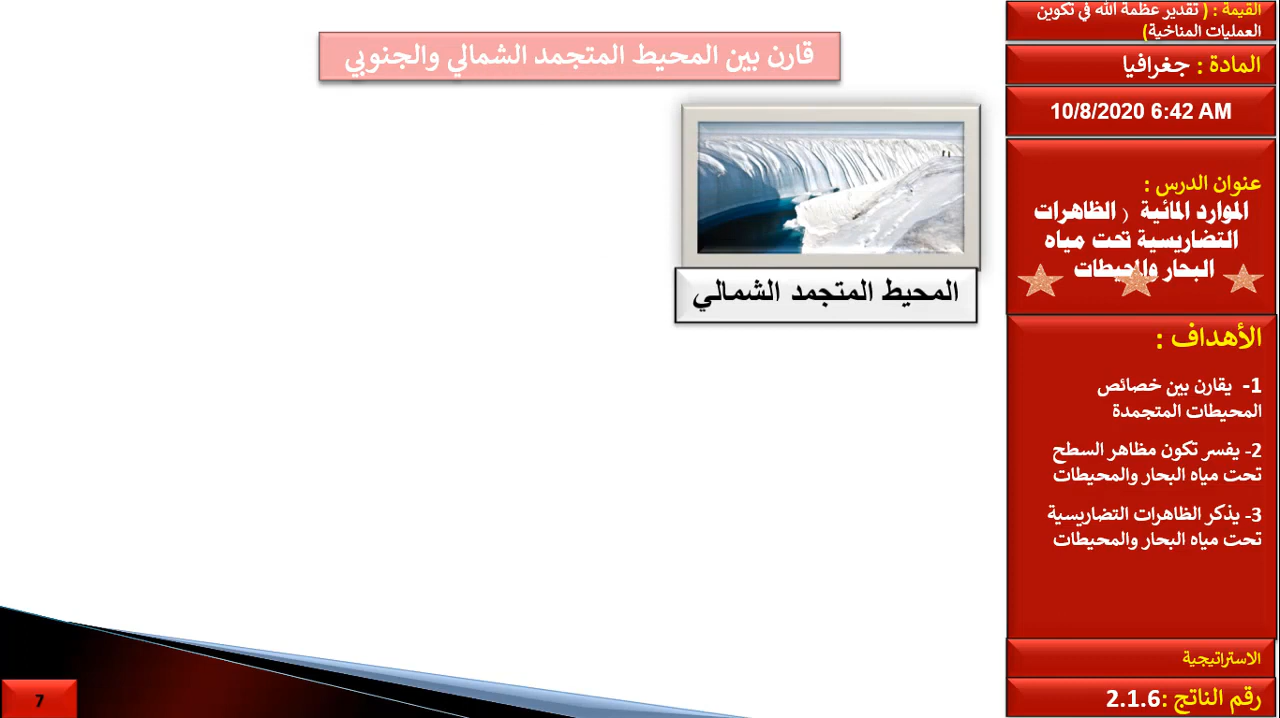 القيمة : ( تقدير عظمة الله في تكوين
العمليات المناخية)
المادة : جغرافيا
10/8/2020 6:42 AM
عنوان الدرس :
الموارد المائية ( الظاهرات
التضاريسية تحت مياه
البحار والمحيطات
الأهداف :
1- يقارن بين خصائص
المحيطات المتجمدة
2- يفسر تكون مظاهر السطح
تحت مياه البحار والمحيطات
3- يذكر الظاهرات التضاريسية
تحت مياه البحار والمحيطات
الاستراتيجية
رقم الناتج :2.1.6
قارن بين المحيط المتجمد الشمالي والجنوبي
المحيط المتجمد الشمالي
7